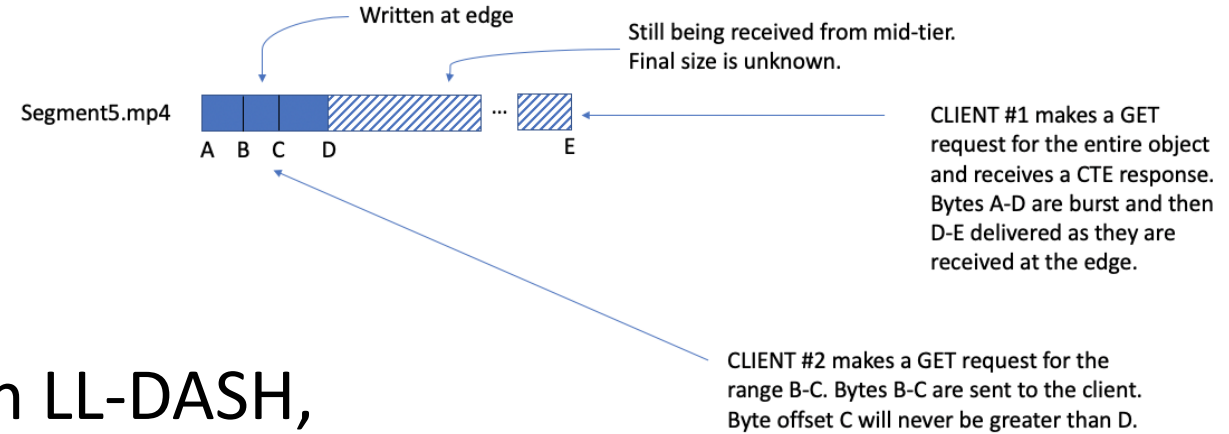 Written at edge
Still being received from mid-tier.
Final size is unknown.
Segment5.mp4
...
A B C D
E
CLIENT #1 makes a GET
request for the entire object
and receives a CTE response.
Bytes A-D are burst and then
D-E delivered as they are
received at the edge.
CLIENT #2 makes a GET request for the
range B-C. Bytes B-C are sent to the client.
Byte offset C will never be greater than D.
n LL-DASH,